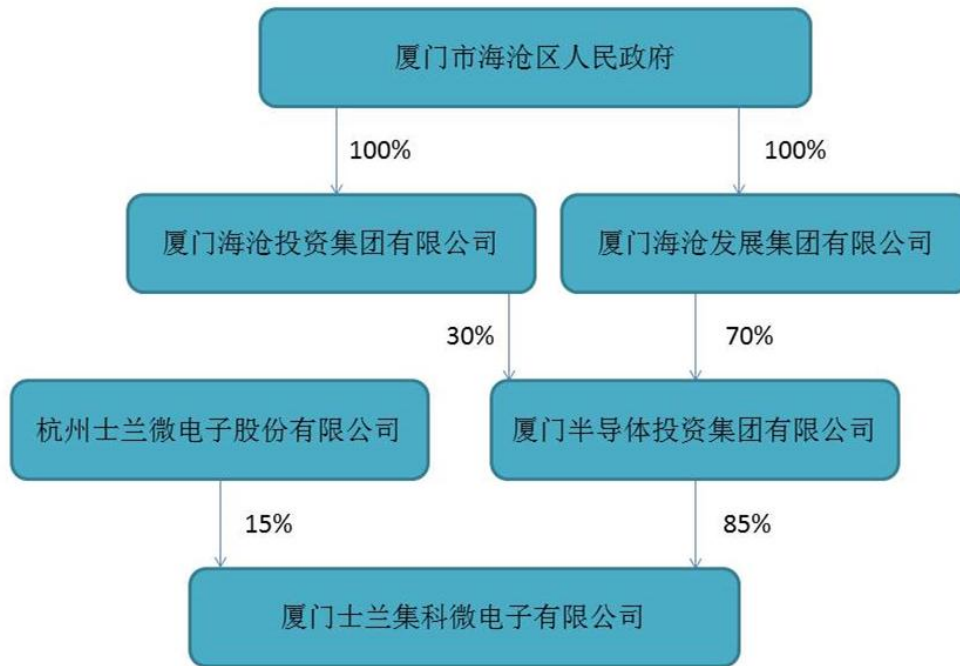 厦门市海沧区人民政府
100%
100%
厦门海沧投资集团有限公司
厦门海沧发展集团有限公司
30%
70%
杭州士兰微电子股份有限公司
厦门半导体投资集团有限公司
15%
85%
厦门士兰集科微电子有限公司